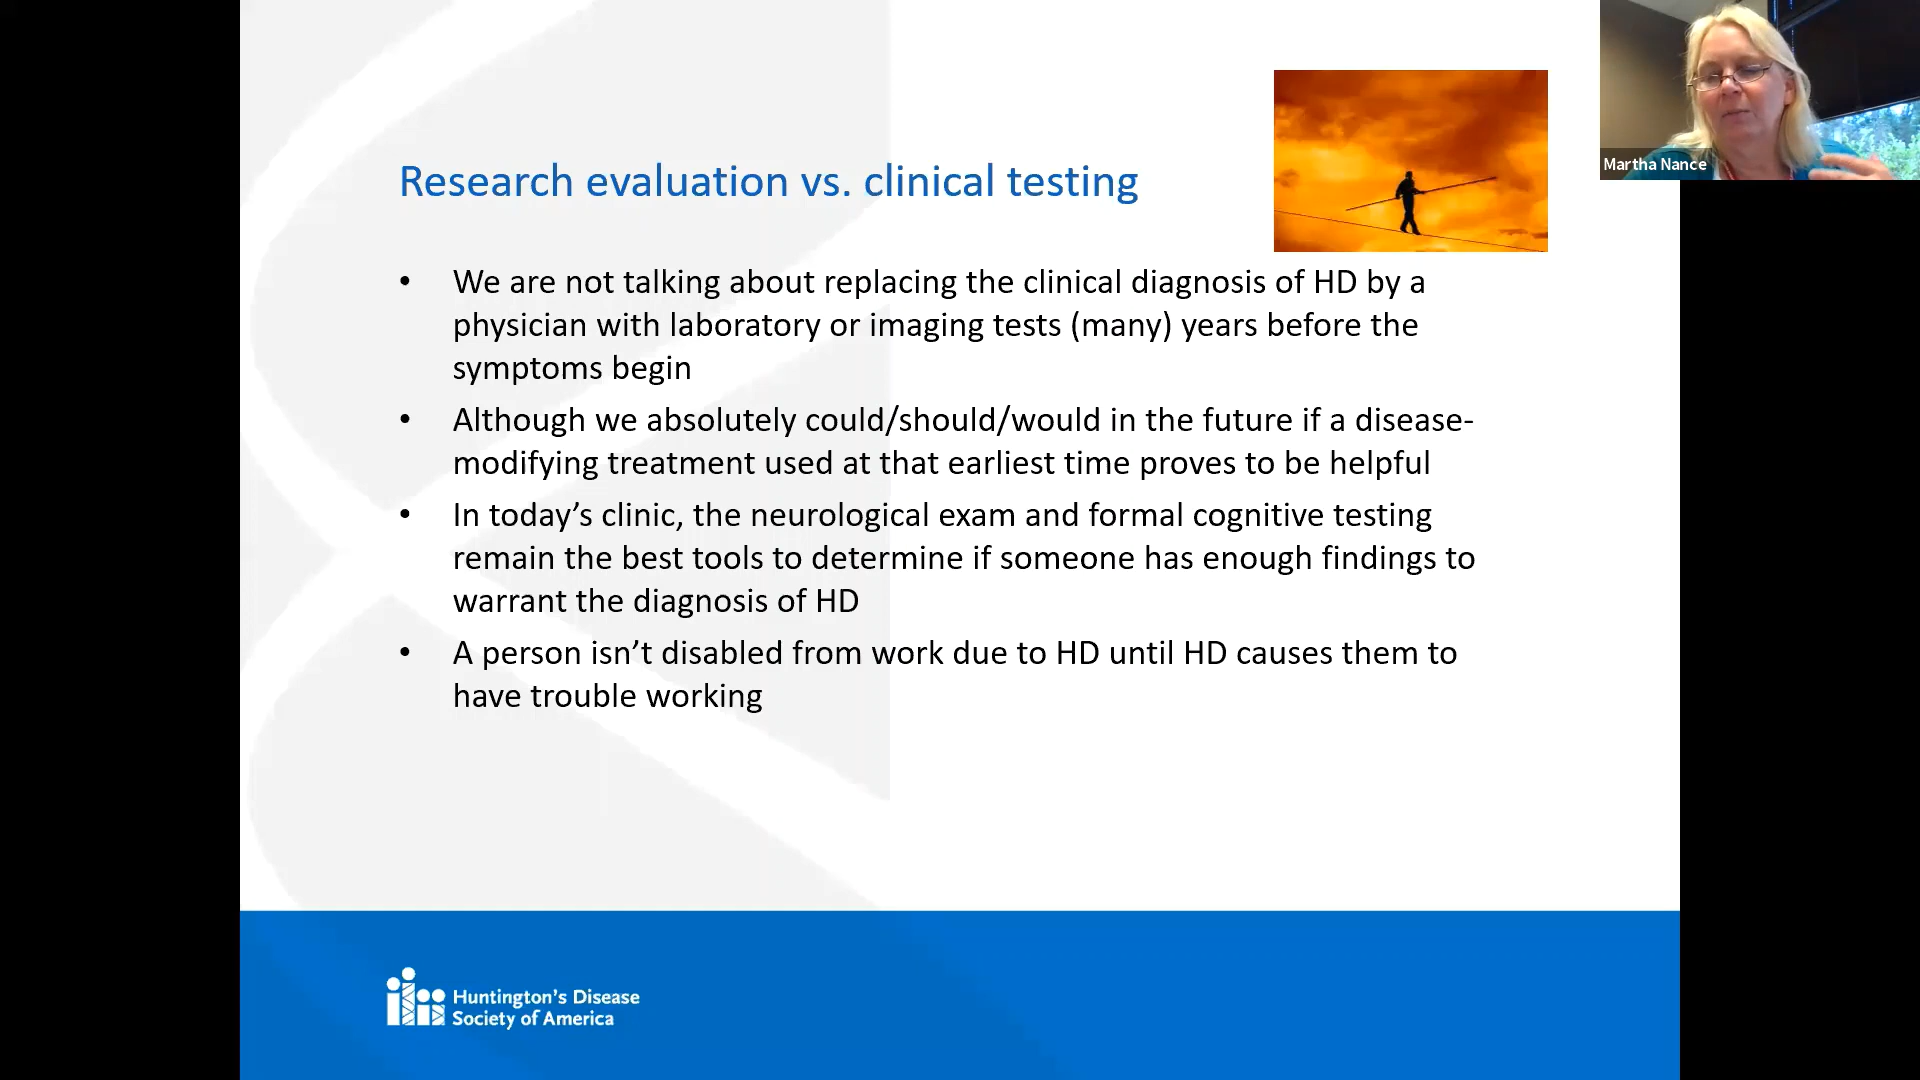 Martha Nance
Research evaluation vs. clinical testing
• We are not talking about replacing the clinical diagnosis of HD by a
physician with laboratory or imaging tests (many) years before the
symptoms begin
• Although we absolutely could/should/would in the future if a disease-
modifying treatment used at that earliest time proves to be helpful
• In today’s clinic, the neurological exam and formal cognitive testing
remain the best tools to determine if someone has enough findings to
warrant the diagnosis of HD
• A person isn’t disabled from work due to HD until HD causes them to
have trouble working
Huntington’s Disease
Society of America